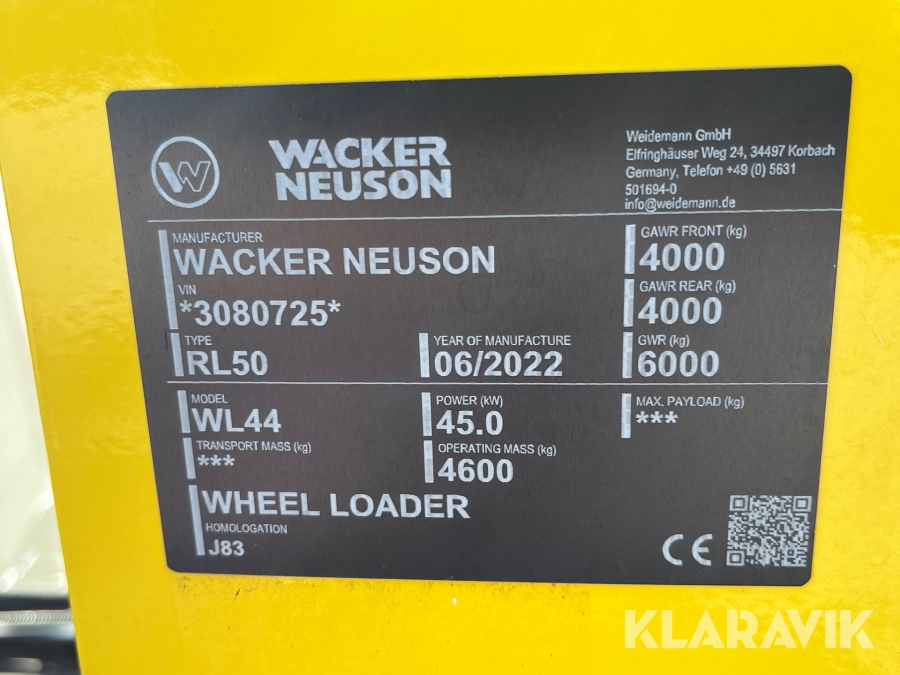 W
WACKER
NEUSON
Weidemann GmbH
Elfringhäuser Weg 24, 34497 Korbach
Germany, Telefon +49 (0) 5631
501694-0
info@weidemann.de
MANUFACTURER
WACKER NEUSON
VIN
*3080725*
TYPE
RL50
YEAR OF MANUFACTURE
06/2022
GAWR FRONT (kg)
4000
GAWR REAR (kg)
4000
GWR (kg)
6000
MODEL
WL44
TRANSPORT MASS (kg)
***
POWER (kW)
45.0
OPERATING MASS (kg)
4600
MAX. PAYLOAD (kg)
***
WHEEL LOADER
HOMOLOGATION
J83
CE
KLARAVIK